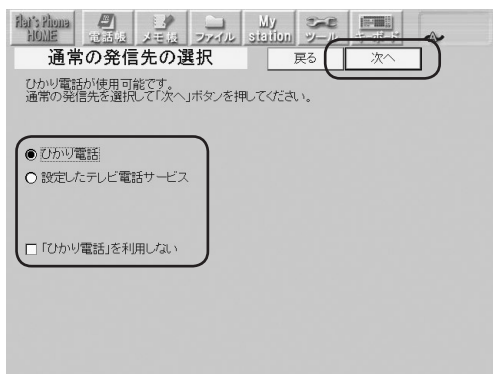 Flet's Phone HOME
電話帳
メモ帳
ファイル
My station
ツール
キーボード
通常の発信先の選択
戻る
次へ
ひかり電話が使用可能です。
通常の発信先を選択して「次へ」ボタンを押してください。
ひかり電話
設定したテレビ電話サービス
「ひかり電話」を利用しない